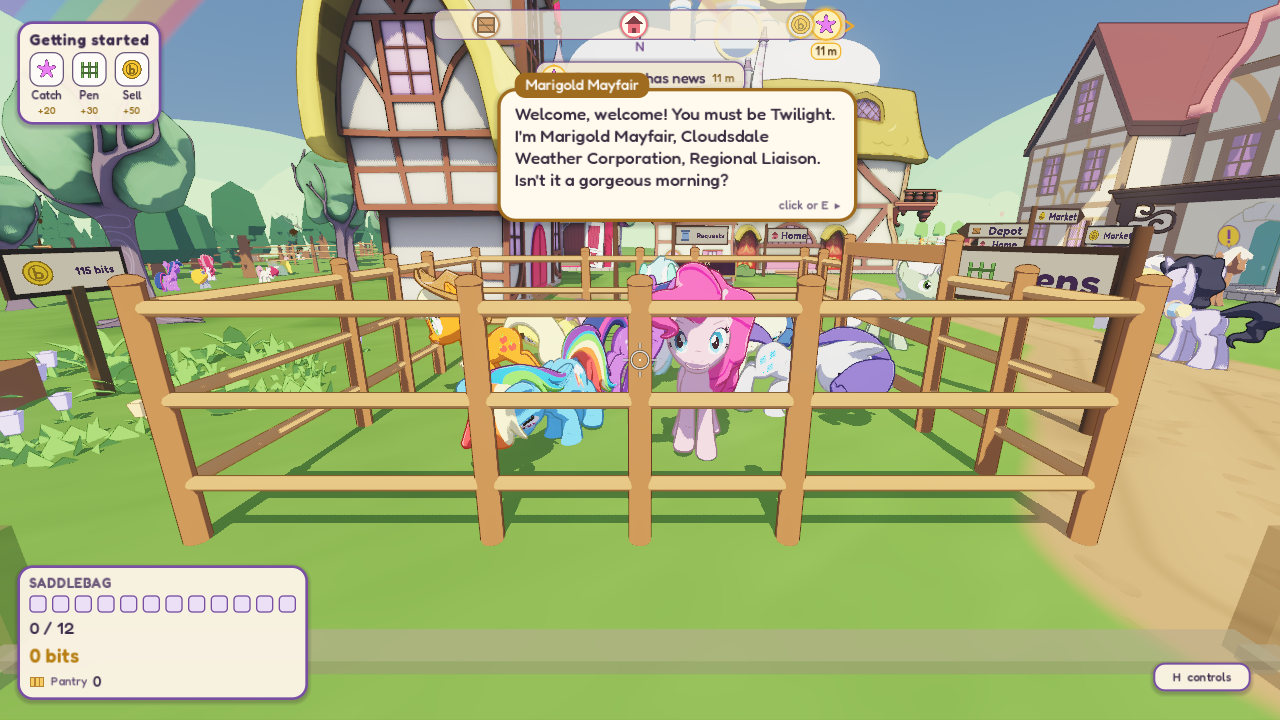 Getting started
Catch
Pen
Sell
+20
+30
+50
N
11 m
has news 11 m
Marigold Mayfair
Welcome, welcome! You must be Twilight.
I'm Marigold Mayfair, Cloudsdale
Weather Corporation, Regional Liaison.
Isn't it a gorgeous morning?
click or E
115 bits
Requests
Home
Market
Depot
Market
Home
ens
SADDLEBAG
0 / 12
0 bits
Pantry 0
H controls